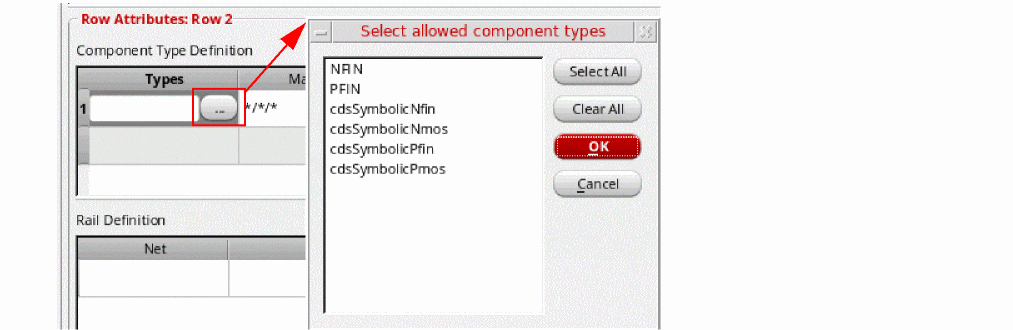 Row Attributes: Row 2
Component Type Definition
Types
Ma
1
...
*/*/*
Rail Definition
Net
Select allowed component types
NFIN
PFIN
cdsSymbolicNfin
cdsSymbolicNmos
cdsSymbolicPfin
cdsSymbolicPmos
Select All
Clear All
OK
Cancel